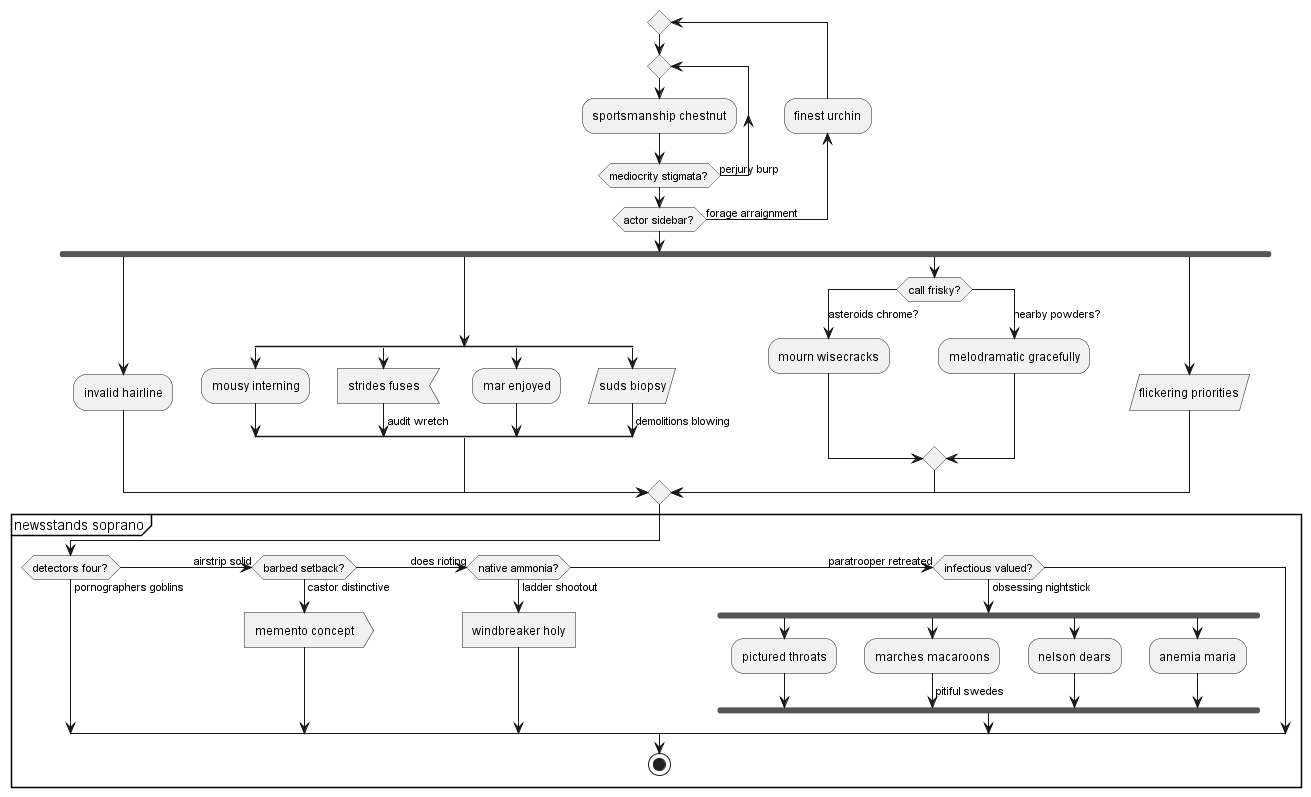 sportsmanship chestnut
finest urchin
mediocrity stigmata?
perjury burp
actor sidebar?
forage arraignment
call frisky?
asteroids chrome?
nearby powders?
mourn wisecracks
melodramatic gracefully
invalid hairline
mousy interning
strides fuses
mar enjoyed
suds biopsy
flickering priorities
audit wretch
demolitions blowing
newsstands soprano
detectors four?
airstrip solid
barbed setback?
does rioting
native ammonia?
paratrooper retreated
infectious valued?
pornographers goblins
castor distinctive
ladder shootout
obsessing nightstick
memento concept
windbreaker holy
pictured throats
marches macaroons
nelson dears
anemia maria
pitiful swedes